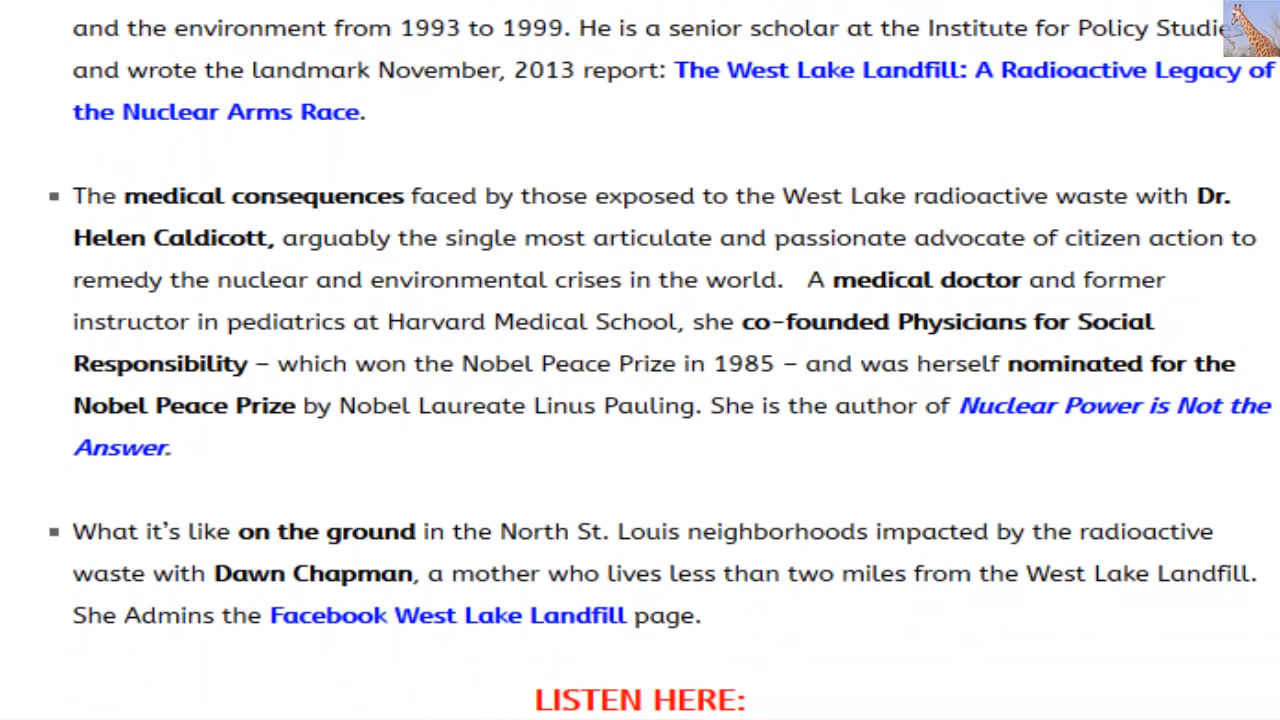 and the environment from 1993 to 1999. He is a senior scholar at the Institute for Policy Studies
and wrote the landmark November, 2013 report: The West Lake Landfill: A Radioactive Legacy of
the Nuclear Arms Race.
The medical consequences faced by those exposed to the West Lake radioactive waste with Dr.
Helen Caldicott, arguably the single most articulate and passionate advocate of citizen action to
remedy the nuclear and environmental crises in the world. A medical doctor and former
instructor in pediatrics at Harvard Medical School, she co-founded Physicians for Social
Responsibility – which won the Nobel Peace Prize in 1985 – and was herself nominated for the
Nobel Peace Prize by Nobel Laureate Linus Pauling. She is the author of Nuclear Power is Not the
Answer.
What it's like on the ground in the North St. Louis neighborhoods impacted by the radioactive
waste with Dawn Chapman, a mother who lives less than two miles from the West Lake Landfill.
She Admins the Facebook West Lake Landfill page.
LISTEN HERE: